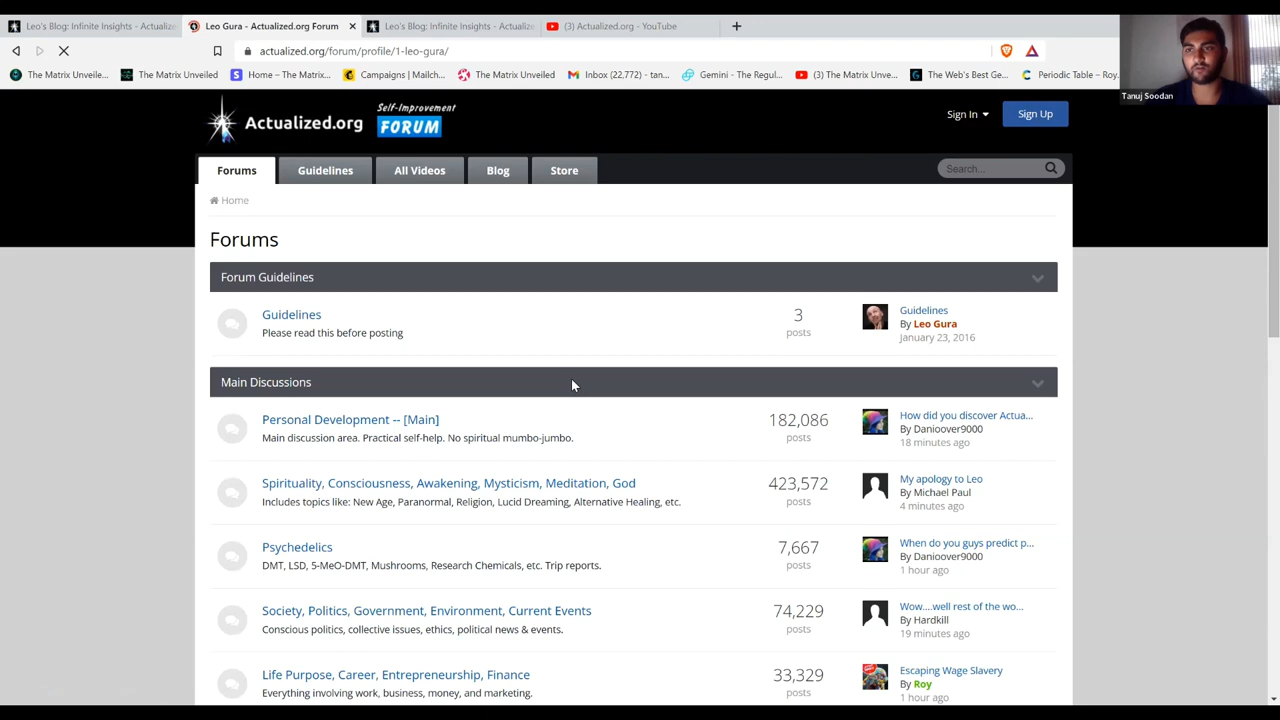 Leo's Blog: Infinite Insights - Actualize
Leo Gura - Actualized.org Forum
Leo's Blog: Infinite Insights - Actualize
(3) Actualized.org - YouTube
actualized.org/forum/profile/1-leo-gura/
The Matrix Unveile...
The Matrix Unveiled
Home – The Matrix...
Campaigns | Mailch...
The Matrix Unveiled
Inbox (22,772) - tan...
Gemini - The Regul...
(3) The Matrix Unve...
The Web's Best Ge...
Periodic Table – Roy...
Tanuj Soodan
Actualized.org
Self-Improvement
FORUM
Sign In
Sign Up
Forums
Guidelines
All Videos
Blog
Store
Search...
Home
Forums
Forum Guidelines
Guidelines
Please read this before posting
3
posts
Guidelines
By Leo Gura
January 23, 2016
Main Discussions
Personal Development -- [Main]
Main discussion area. Practical self-help. No spiritual mumbo-jumbo.
182,086
posts
How did you discover Actua...
By Danioover9000
18 minutes ago
Spirituality, Consciousness, Awakening, Mysticism, Meditation, God
Includes topics like: New Age, Paranormal, Religion, Lucid Dreaming, Alternative Healing, etc.
423,572
posts
My apology to Leo
By Michael Paul
4 minutes ago
Psychedelics
DMT, LSD, 5-MeO-DMT, Mushrooms, Research Chemicals, etc. Trip reports.
7,667
posts
When do you guys predict p...
By Danioover9000
1 hour ago
Society, Politics, Government, Environment, Current Events
Conscious politics, collective issues, ethics, political news & events.
74,229
posts
Wow....well rest of the wo...
By Hardkill
19 minutes ago
Life Purpose, Career, Entrepreneurship, Finance
Everything involving work, business, money, and marketing.
33,329
posts
Escaping Wage Slavery
By Roy
1 hour ago